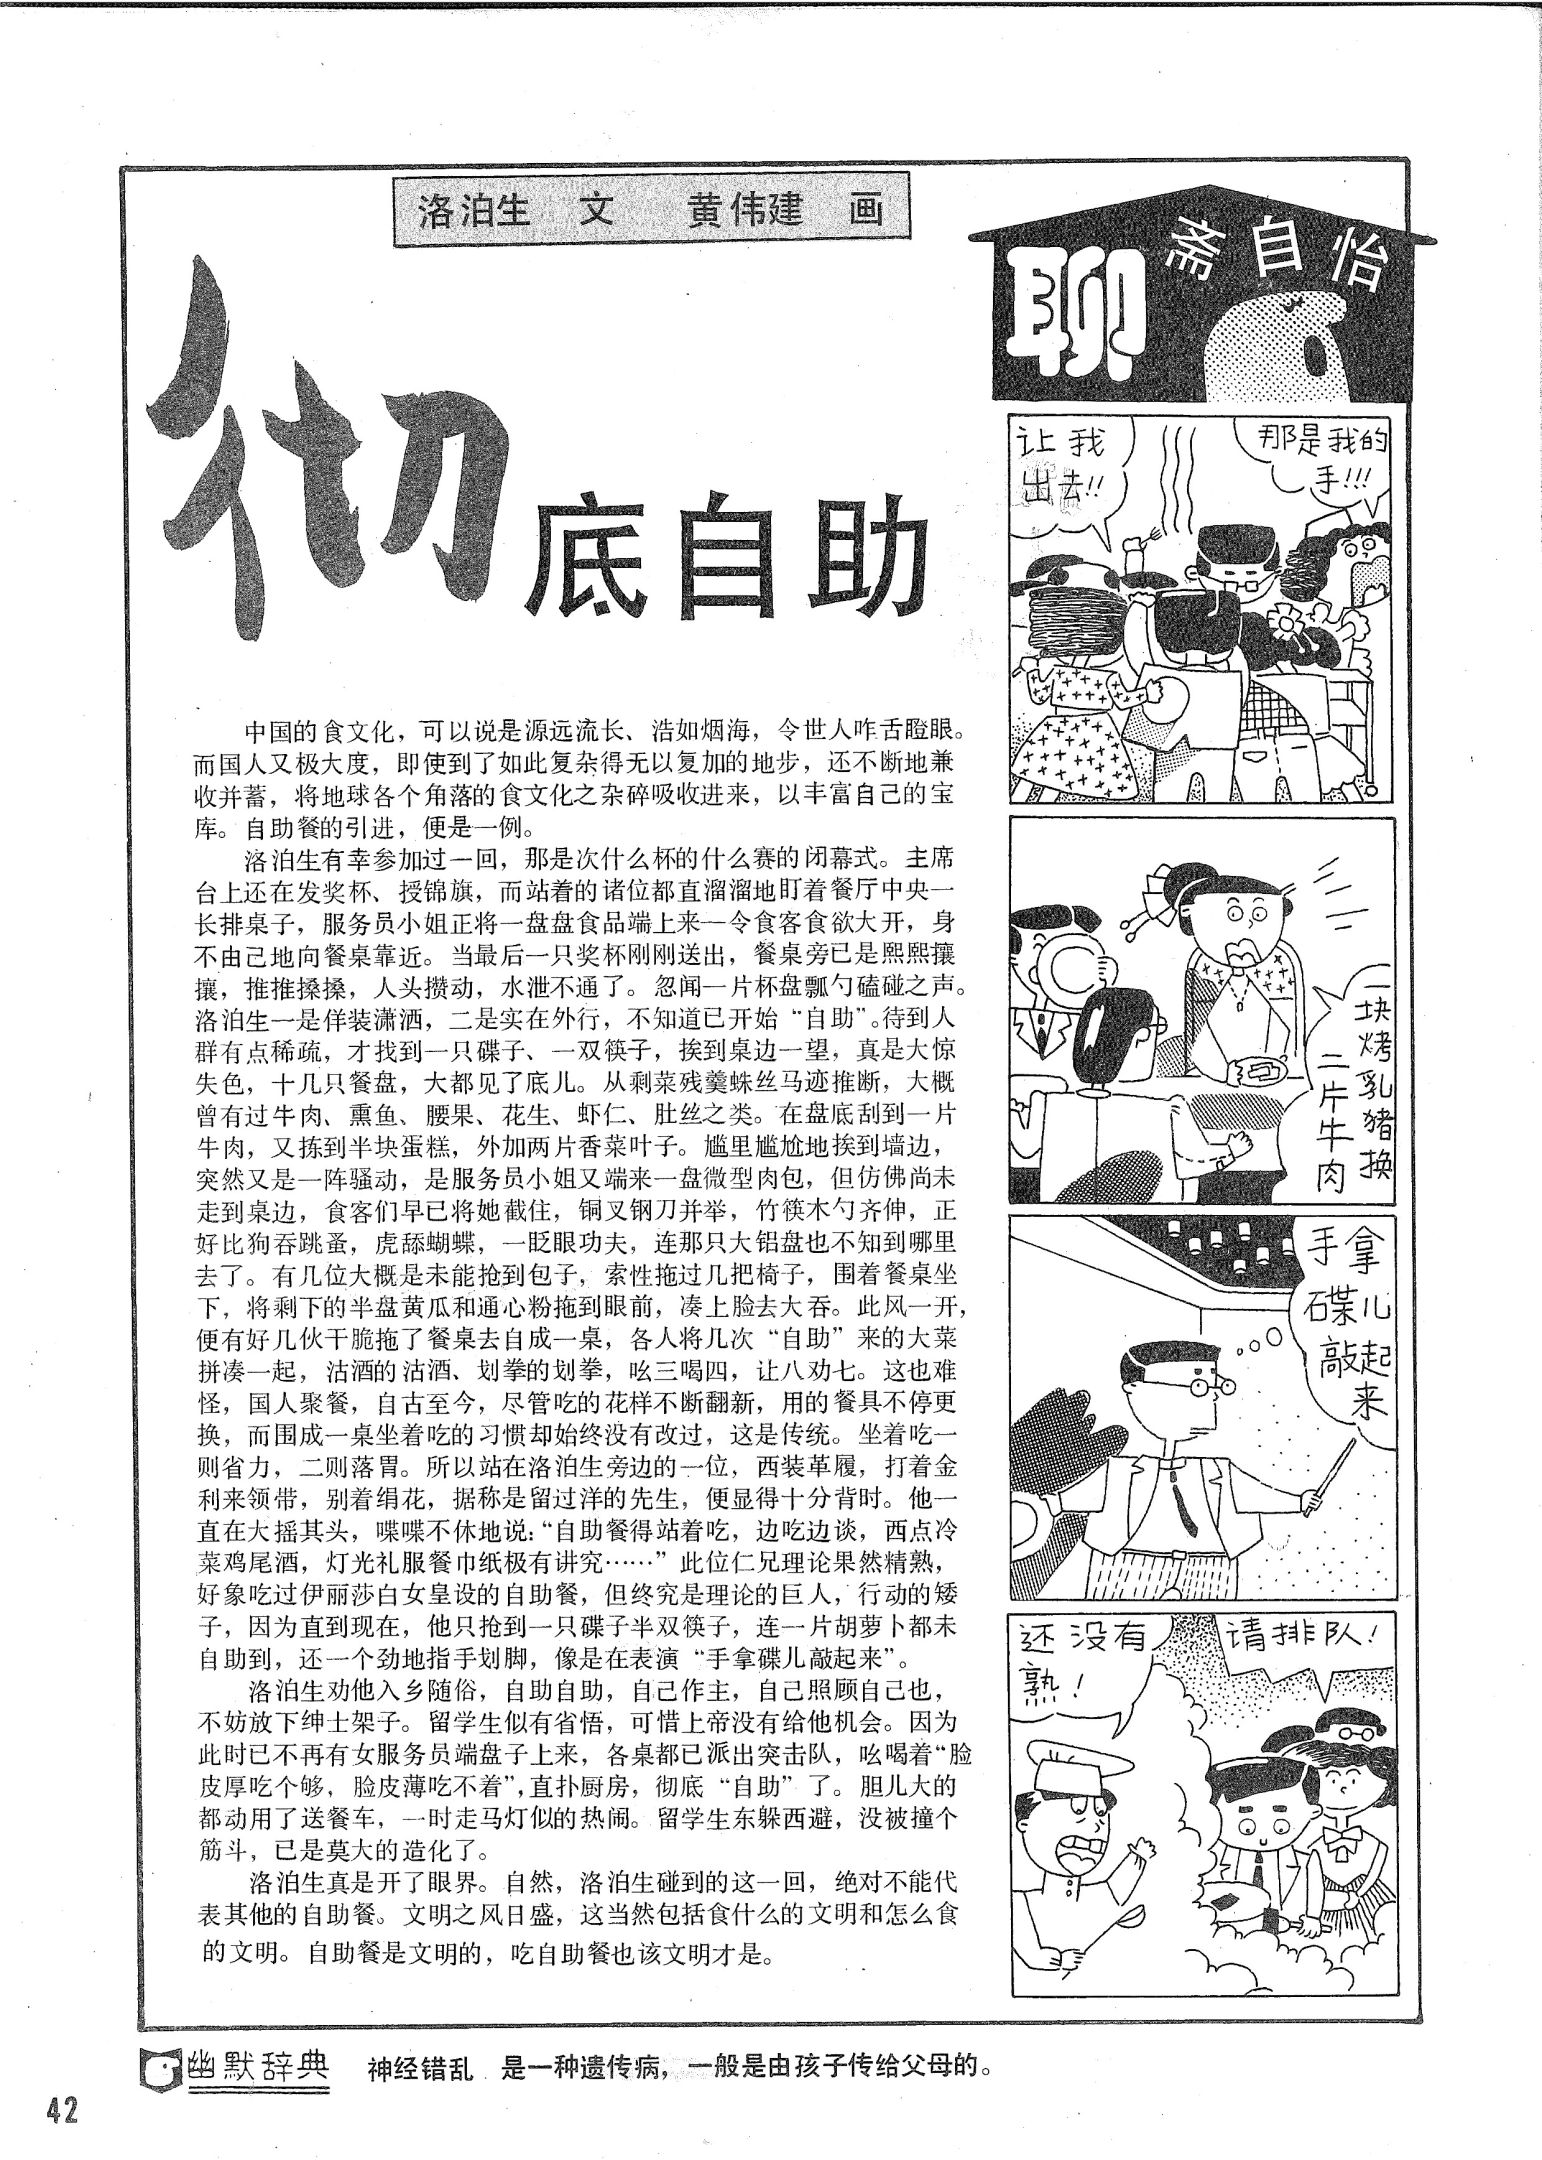 洛泊生 文 黄伟建 画
聊斋自怡
彻底自助
中国的食文化，可以说是源远流长、浩如烟海，令世人咋舌瞪眼。
而国人又极大度，即使到了如此复杂得无以复加的地步，还不断地兼
收并蓄，将地球各个角落的食文化之杂碎吸收进来，以丰富自己的宝
库。自助餐的引进，便是一例。
洛泊生有幸参加过一回，那是次什么杯的什么赛的闭幕式。主席
台上还在发奖杯、授锦旗，而站着的诸位都直溜溜地盯着餐厅中央一
长排桌子，服务员小姐正将一盘盘食品端上来—令食客食欲大开，身
不由己地向餐桌靠近。当最后一只奖杯刚刚送出，餐桌旁已是熙熙攘
攘，推推搡搡，人头攒动，水泄不通了。忽闻一片杯盘瓢勺磕碰之声。
洛泊生一是佯装潇洒，二是实在外行，不知道已开始“自助”。待到人
群有点稀疏，才找到一只碟子、一双筷子，挨到桌边一望，真是大惊
失色，十几只餐盘，大都见了底儿。从剩菜残羹蛛丝马迹推断，大概
曾有过牛肉、熏鱼、腰果、花生、虾仁、肚丝之类。在盘底刮到一片
牛肉，又拣到半块蛋糕，外加两片香菜叶子。尴里尴尬地挨到墙边，
突然又是一阵骚动，是服务员小姐又端来一盘微型肉包，但仿佛尚未
走到桌边，食客们早已将她截住，铜叉钢刀并举，竹筷木勺齐伸，正
好比狗吞跳蚤，虎舔蝴蝶，一眨眼功夫，连那只大铝盘也不知到哪里
去了。有几位大概是未能抢到包子，索性拖过几把椅子，围着餐桌坐
下，将剩下的半盘黄瓜和通心粉拖到眼前，凑上脸去大吞。此风一开，
便有好几伙干脆拖了餐桌去自成一桌，各人将几次“自助”来的大菜
拼凑一起，沽酒的沽酒、划拳的划拳，吆三喝四，让八劝七。这也难
怪，国人聚餐，自古至今，尽管吃的花样不断翻新，用的餐具不停更
换，而围成一桌坐着吃的习惯却始终没有改过，这是传统。坐着吃一
则省力，二则落胃。所以站在洛泊生旁边的一位，西装革履，打着金
利来领带，别着绢花，据称是留过洋的先生，便显得十分背时。他一
直在大摇其头，喋喋不休地说：“自助餐得站着吃，边吃边谈，西点冷
菜鸡尾酒，灯光礼服餐巾纸极有讲究……”此位仁兄理论果然精熟，
好象吃过伊丽莎白女皇设的自助餐，但终究是理论的巨人，行动的矮
子，因为直到现在，他只抢到一只碟子半双筷子，连一片胡萝卜都未
自助到，还一个劲地指手划脚，像是在表演“手拿碟儿敲起来”。
洛泊生劝他入乡随俗，自助自助，自己作主，自己照顾自己也，
不妨放下绅士架子。留学生似有省悟，可惜上帝没有给他机会。因为
此时已不再有女服务员端盘子上来，各桌都已派出突击队，吆喝着“脸
皮厚吃个够，脸皮薄吃不着”，直扑厨房，彻底“自助”了。胆儿大的
都动用了送餐车，一时走马灯似的热闹。留学生东躲西避，没被撞个
筋斗，已是莫大的造化了。
洛泊生真是开了眼界。自然，洛泊生碰到的这一回，绝对不能代
表其他的自助餐。文明之风日盛，这当然包括食什么的文明和怎么食
的文明。自助餐是文明的，吃自助餐也该文明才是。
让我
出去!!
那是我的
手!!!
一块烤乳猪换
二片牛肉
手拿
碟儿
敲起
来
还没有
熟！
请排队！
幽默辞典 神经错乱 是一种遗传病，一般是由孩子传给父母的。
42